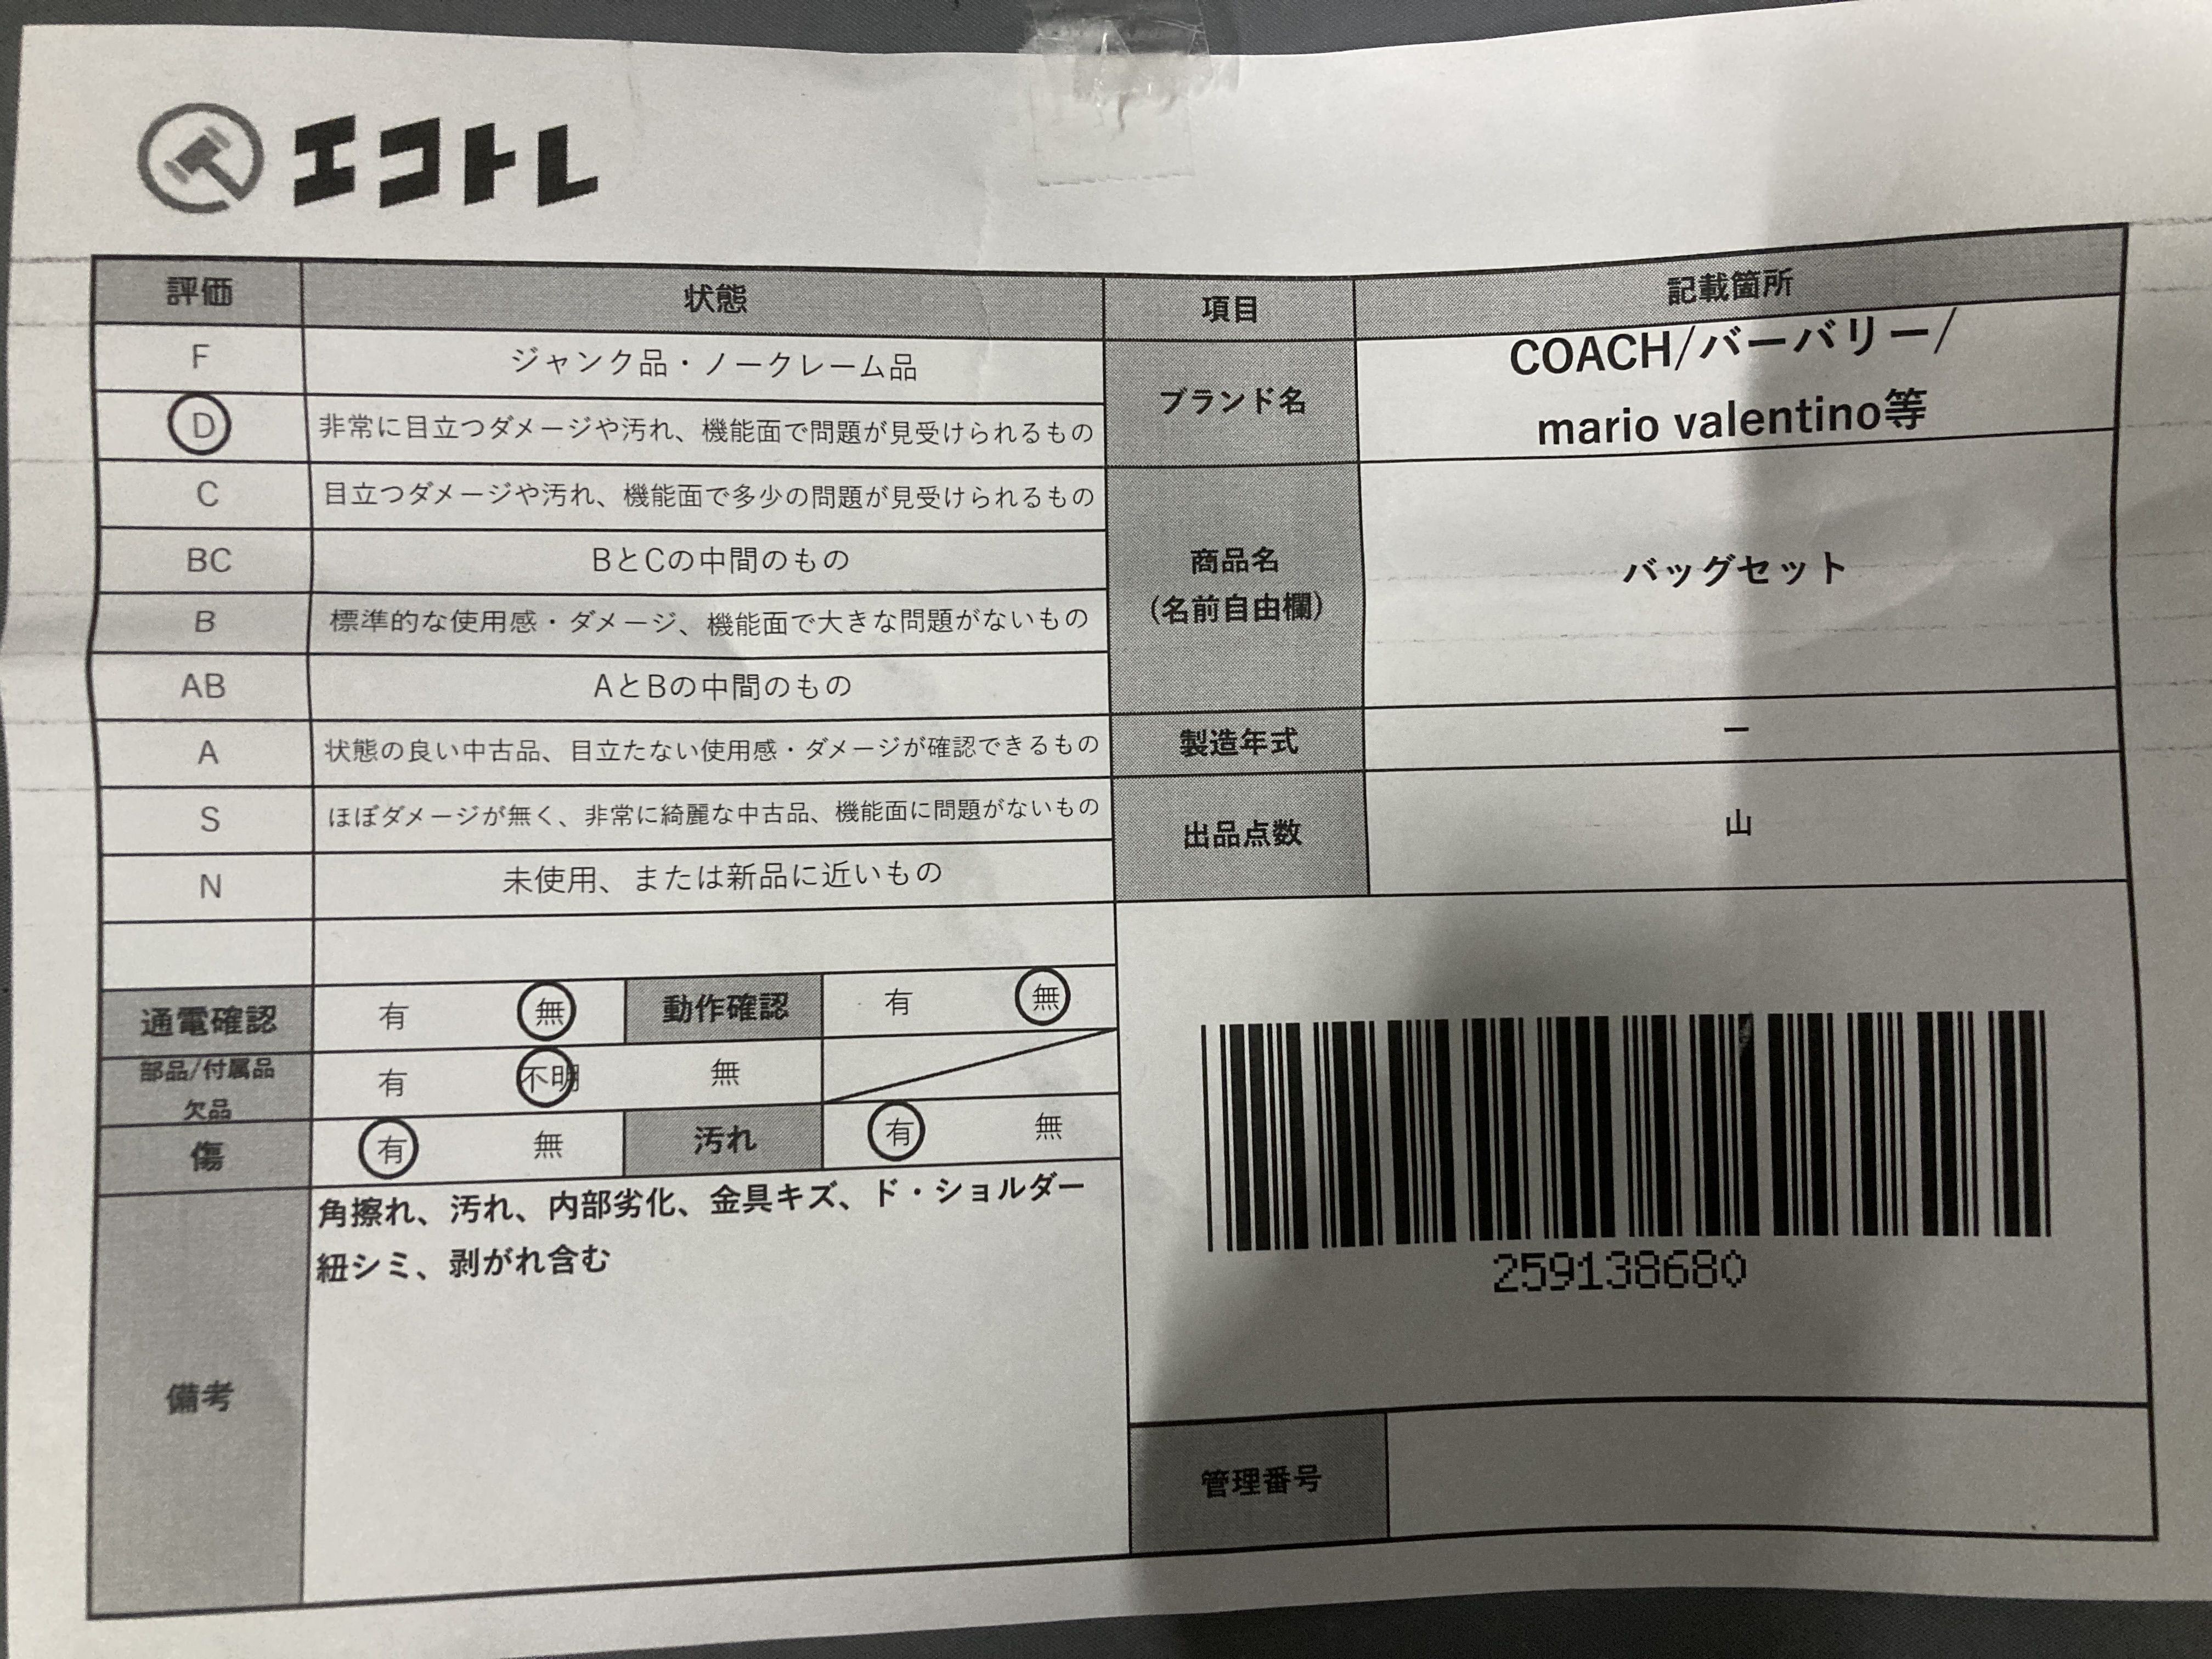 エコトレ
評価 状態 項目 記載箇所
F ジャンク品・ノークレーム品
D 非常に目立つダメージや汚れ、機能面で問題が見受けられるもの
ブランド名
COACH/バーバリー/
mario valentino等
C 目立つダメージや汚れ、機能面で多少の問題が見受けられるもの
BC BとCの中間のもの
商品名
(名前自由欄)
バッグセット
B 標準的な使用感・ダメージ、機能面で大きな問題がないもの
AB AとBの中間のもの
A 状態の良い中古品、目立たない使用感・ダメージが確認できるもの
製造年式 ー
S ほぼダメージが無く、非常に綺麗な中古品、機能面に問題がないもの
出品点数 山
N 未使用、または新品に近いもの
通電確認 有 無 動作確認 有 無
部品/付属品
欠品
有 不明 無
傷 有 無 汚れ 有 無
備考
角擦れ、汚れ、内部劣化、金具キズ、ド・ショルダー
紐シミ、剥がれ含む
259138680
管理番号